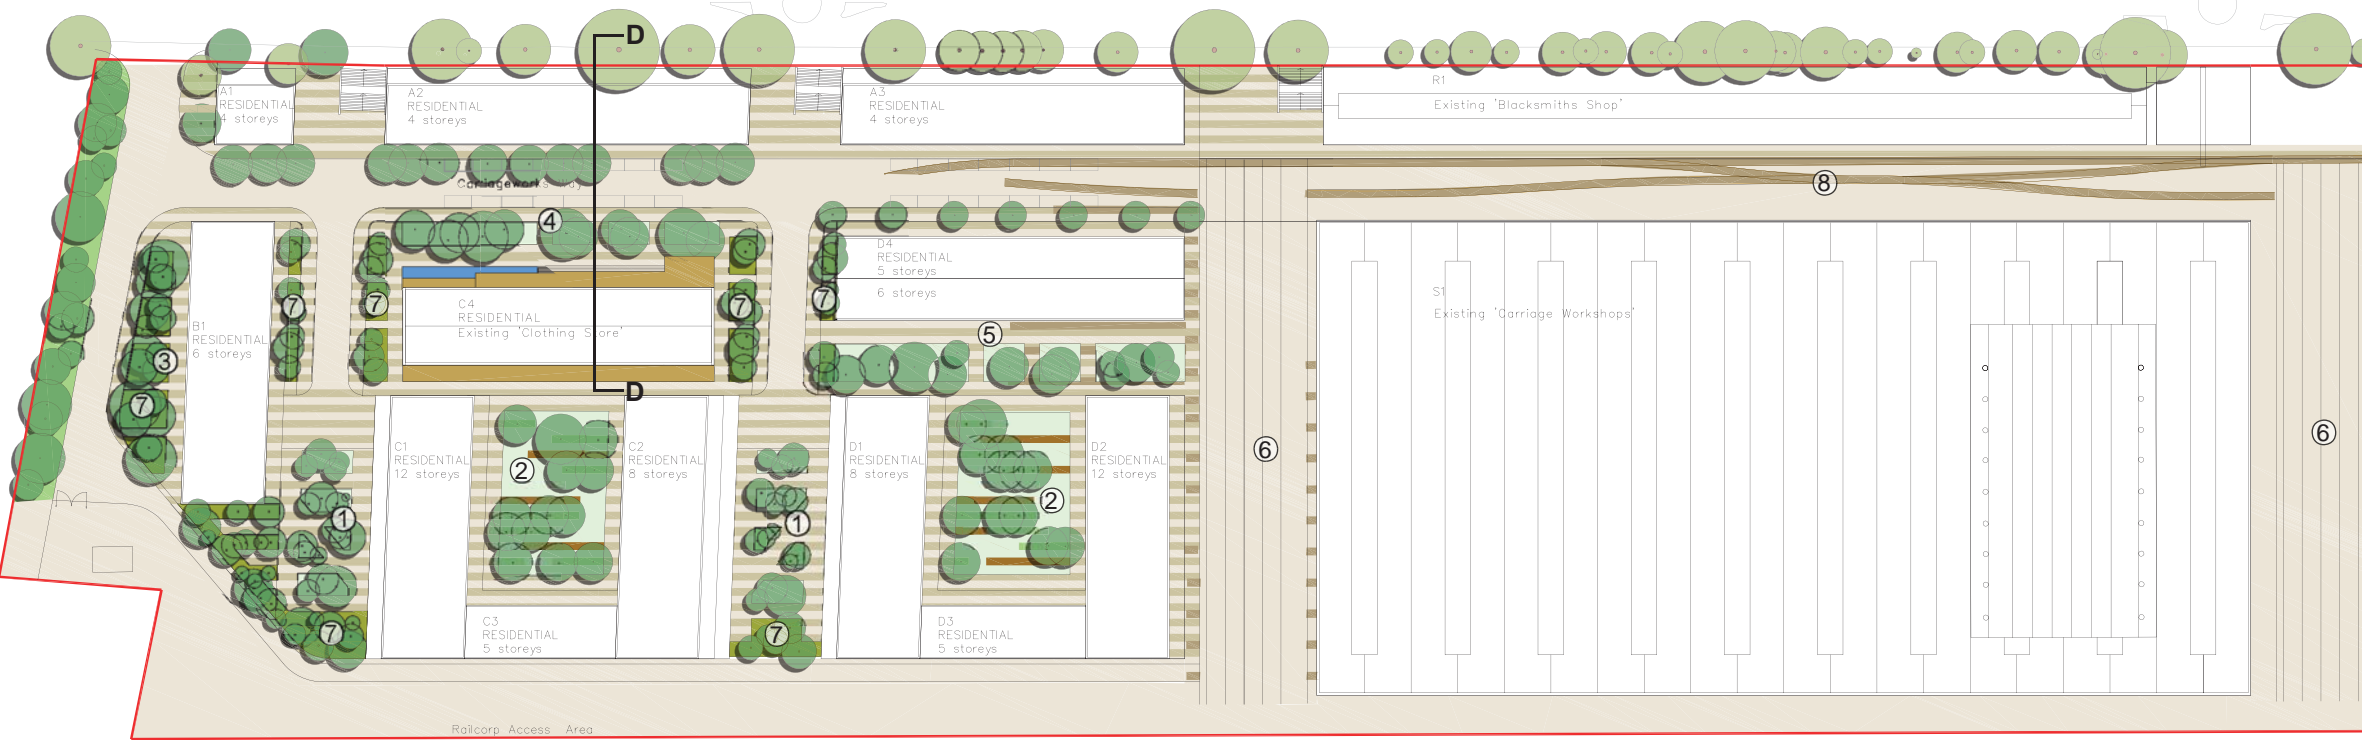 D
A1
RESIDENTIAL
4 storeys
A2
RESIDENTIAL
4 storeys
A3
RESIDENTIAL
4 storeys
R1
Existing 'Blacksmiths Shop'
Carriageworks Way
8
4
D4
RESIDENTIAL
5 storeys
6 storeys
7
7
7
7
C4
RESIDENTIAL
Existing 'Clothing Store'
S1
Existing 'Carriage Workshops'
B1
RESIDENTIAL
6 storeys
5
3
7
D
C1
RESIDENTIAL
12 storeys
2
C2
RESIDENTIAL
8 storeys
D1
RESIDENTIAL
8 storeys
2
D2
RESIDENTIAL
12 storeys
6
6
1
1
7
7
C3
RESIDENTIAL
5 storeys
D3
RESIDENTIAL
5 storeys
Railcorp Access Area